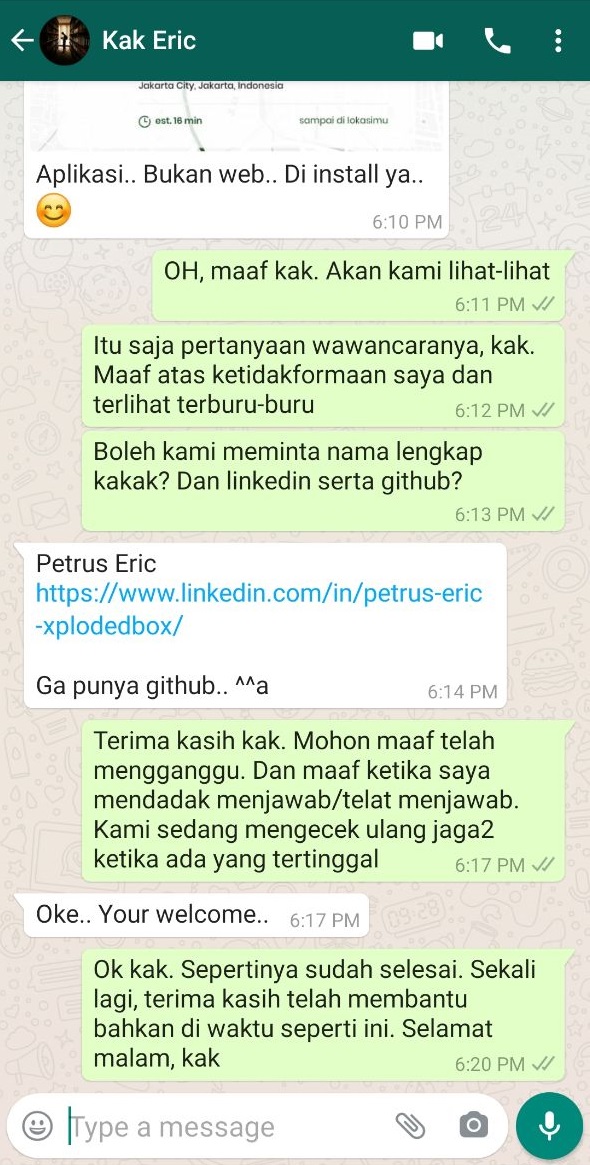 Kak Eric
Jakarta City, Jakarta, Indonesia
est. 16 min
sampai di lokasimu
Aplikasi.. Bukan web.. Di install ya..
😊
6:10 PM
OH, maaf kak. Akan kami lihat-lihat
6:11 PM
Itu saja pertanyaan wawancaranya, kak.
Maaf atas ketidakformaan saya dan
terlihat terburu-buru
6:12 PM
Boleh kami meminta nama lengkap
kakak? Dan linkedin serta github?
6:13 PM
Petrus Eric
https://www.linkedin.com/in/petrus-eric
-xplodedbox/
Ga punya github.. ^^a
6:14 PM
Terima kasih kak. Mohon maaf telah
mengganggu. Dan maaf ketika saya
mendadak menjawab/telat menjawab.
Kami sedang mengecek ulang jaga2
ketika ada yang tertinggal
6:17 PM
Oke.. Your welcome..
6:17 PM
Ok kak. Sepertinya sudah selesai. Sekali
lagi, terima kasih telah membantu
bahkan di waktu seperti ini. Selamat
malam, kak
6:20 PM
Type a message